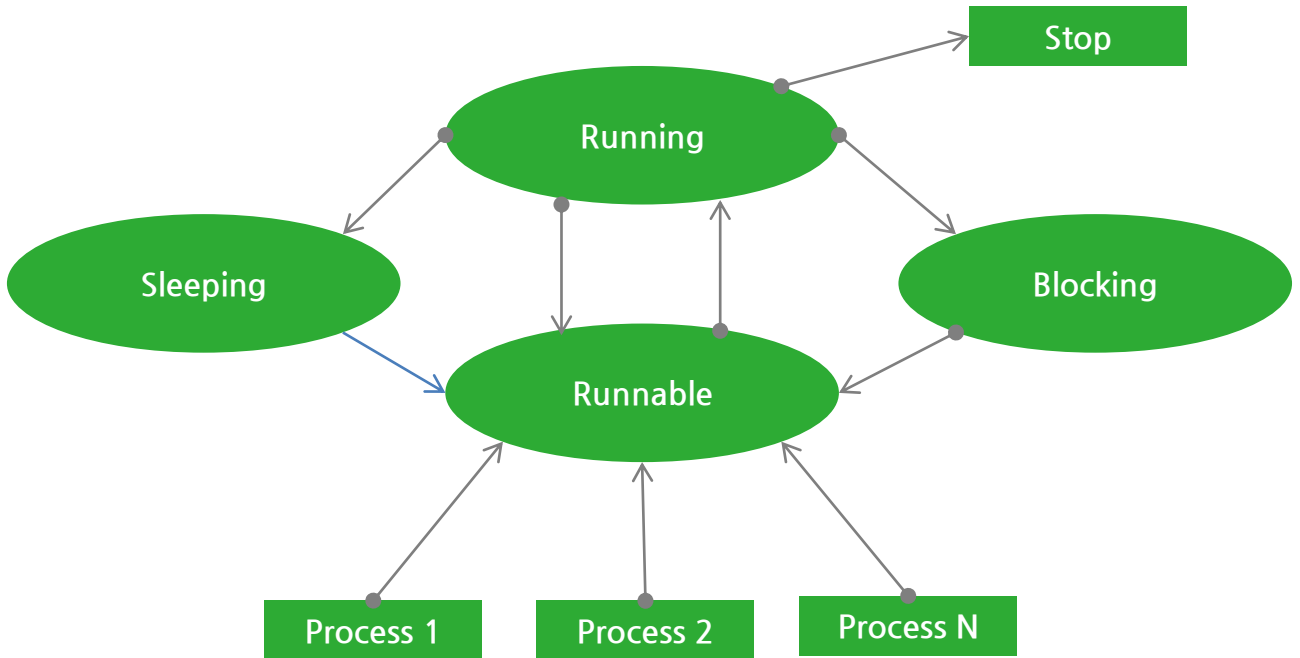 Stop
Running
Sleeping
Blocking
Runnable
Process 1
Process 2
Process N